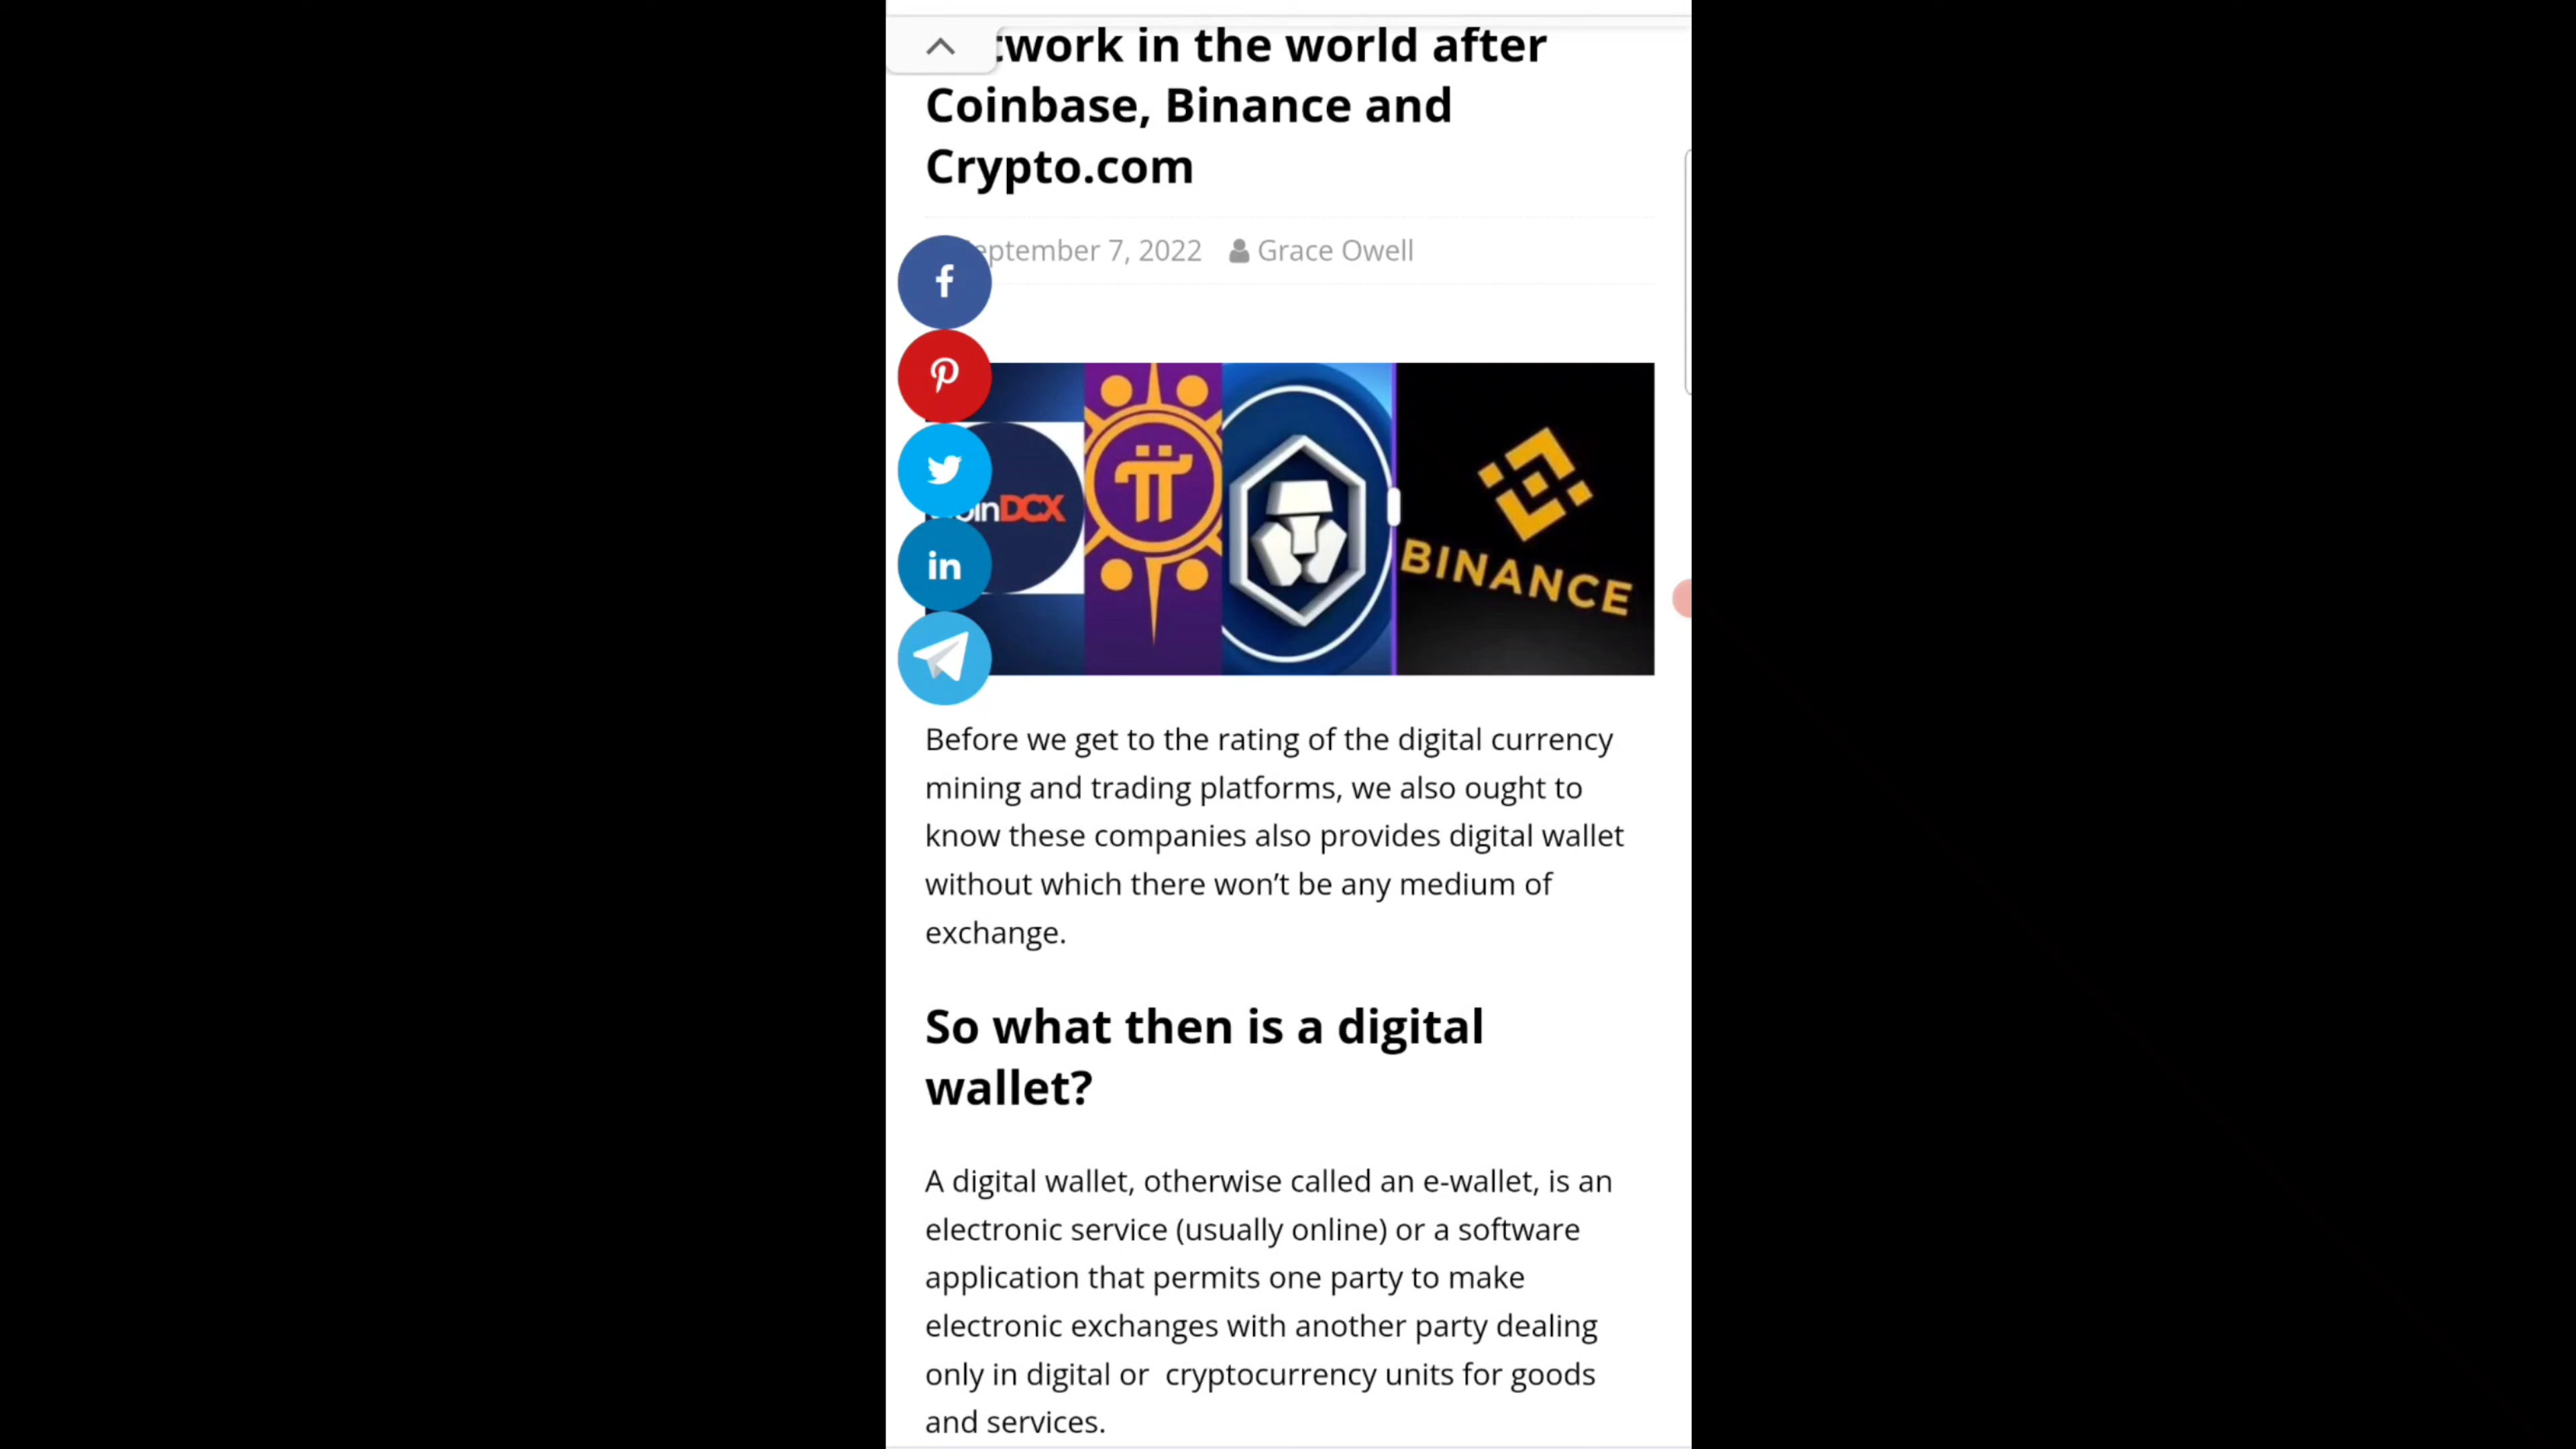 twork in the world after
Coinbase, Binance and
Crypto.com
eptember 7, 2022 Grace Owell
inDCX
BINANCE
Before we get to the rating of the digital currency
mining and trading platforms, we also ought to
know these companies also provides digital wallet
without which there won’t be any medium of
exchange.
So what then is a digital
wallet?
A digital wallet, otherwise called an e-wallet, is an
electronic service (usually online) or a software
application that permits one party to make
electronic exchanges with another party dealing
only in digital or cryptocurrency units for goods
and services.